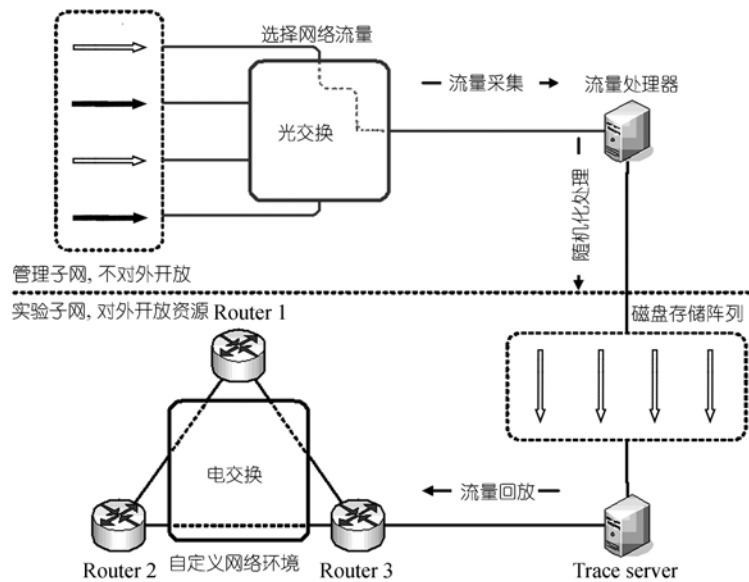 选择网络流量
流量采集
流量处理器
光交换
随机化处理
管理子网, 不对外开放
实验子网, 对外开放资源
Router 1
磁盘存储阵列
电交换
流量回放
自定义网络环境
Router 2
Router 3
Trace server